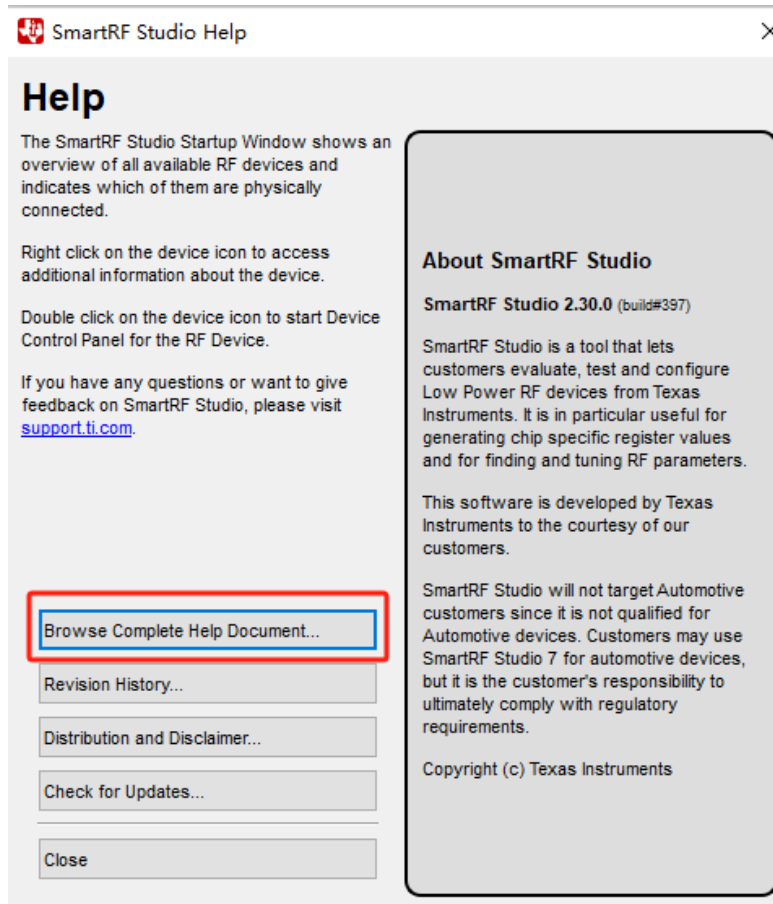 SmartRF Studio Help
Help
The SmartRF Studio Startup Window shows an
overview of all available RF devices and
indicates which of them are physically
connected.
Right click on the device icon to access
additional information about the device.
Double click on the device icon to start Device
Control Panel for the RF Device.
If you have any questions or want to give
feedback on SmartRF Studio, please visit
support.ti.com.
Browse Complete Help Document...
Revision History...
Distribution and Disclaimer...
Check for Updates...
Close
About SmartRF Studio
SmartRF Studio 2.30.0 (build#397)
SmartRF Studio is a tool that lets
customers evaluate, test and configure
Low Power RF devices from Texas
Instruments. It is in particular useful for
generating chip specific register values
and for finding and tuning RF parameters.
This software is developed by Texas
Instruments to the courtesy of our
customers.
SmartRF Studio will not target Automotive
customers since it is not qualified for
Automotive devices. Customers may use
SmartRF Studio 7 for automotive devices,
but it is the customer's responsibility to
ultimately comply with regulatory
requirements.
Copyright (c) Texas Instruments